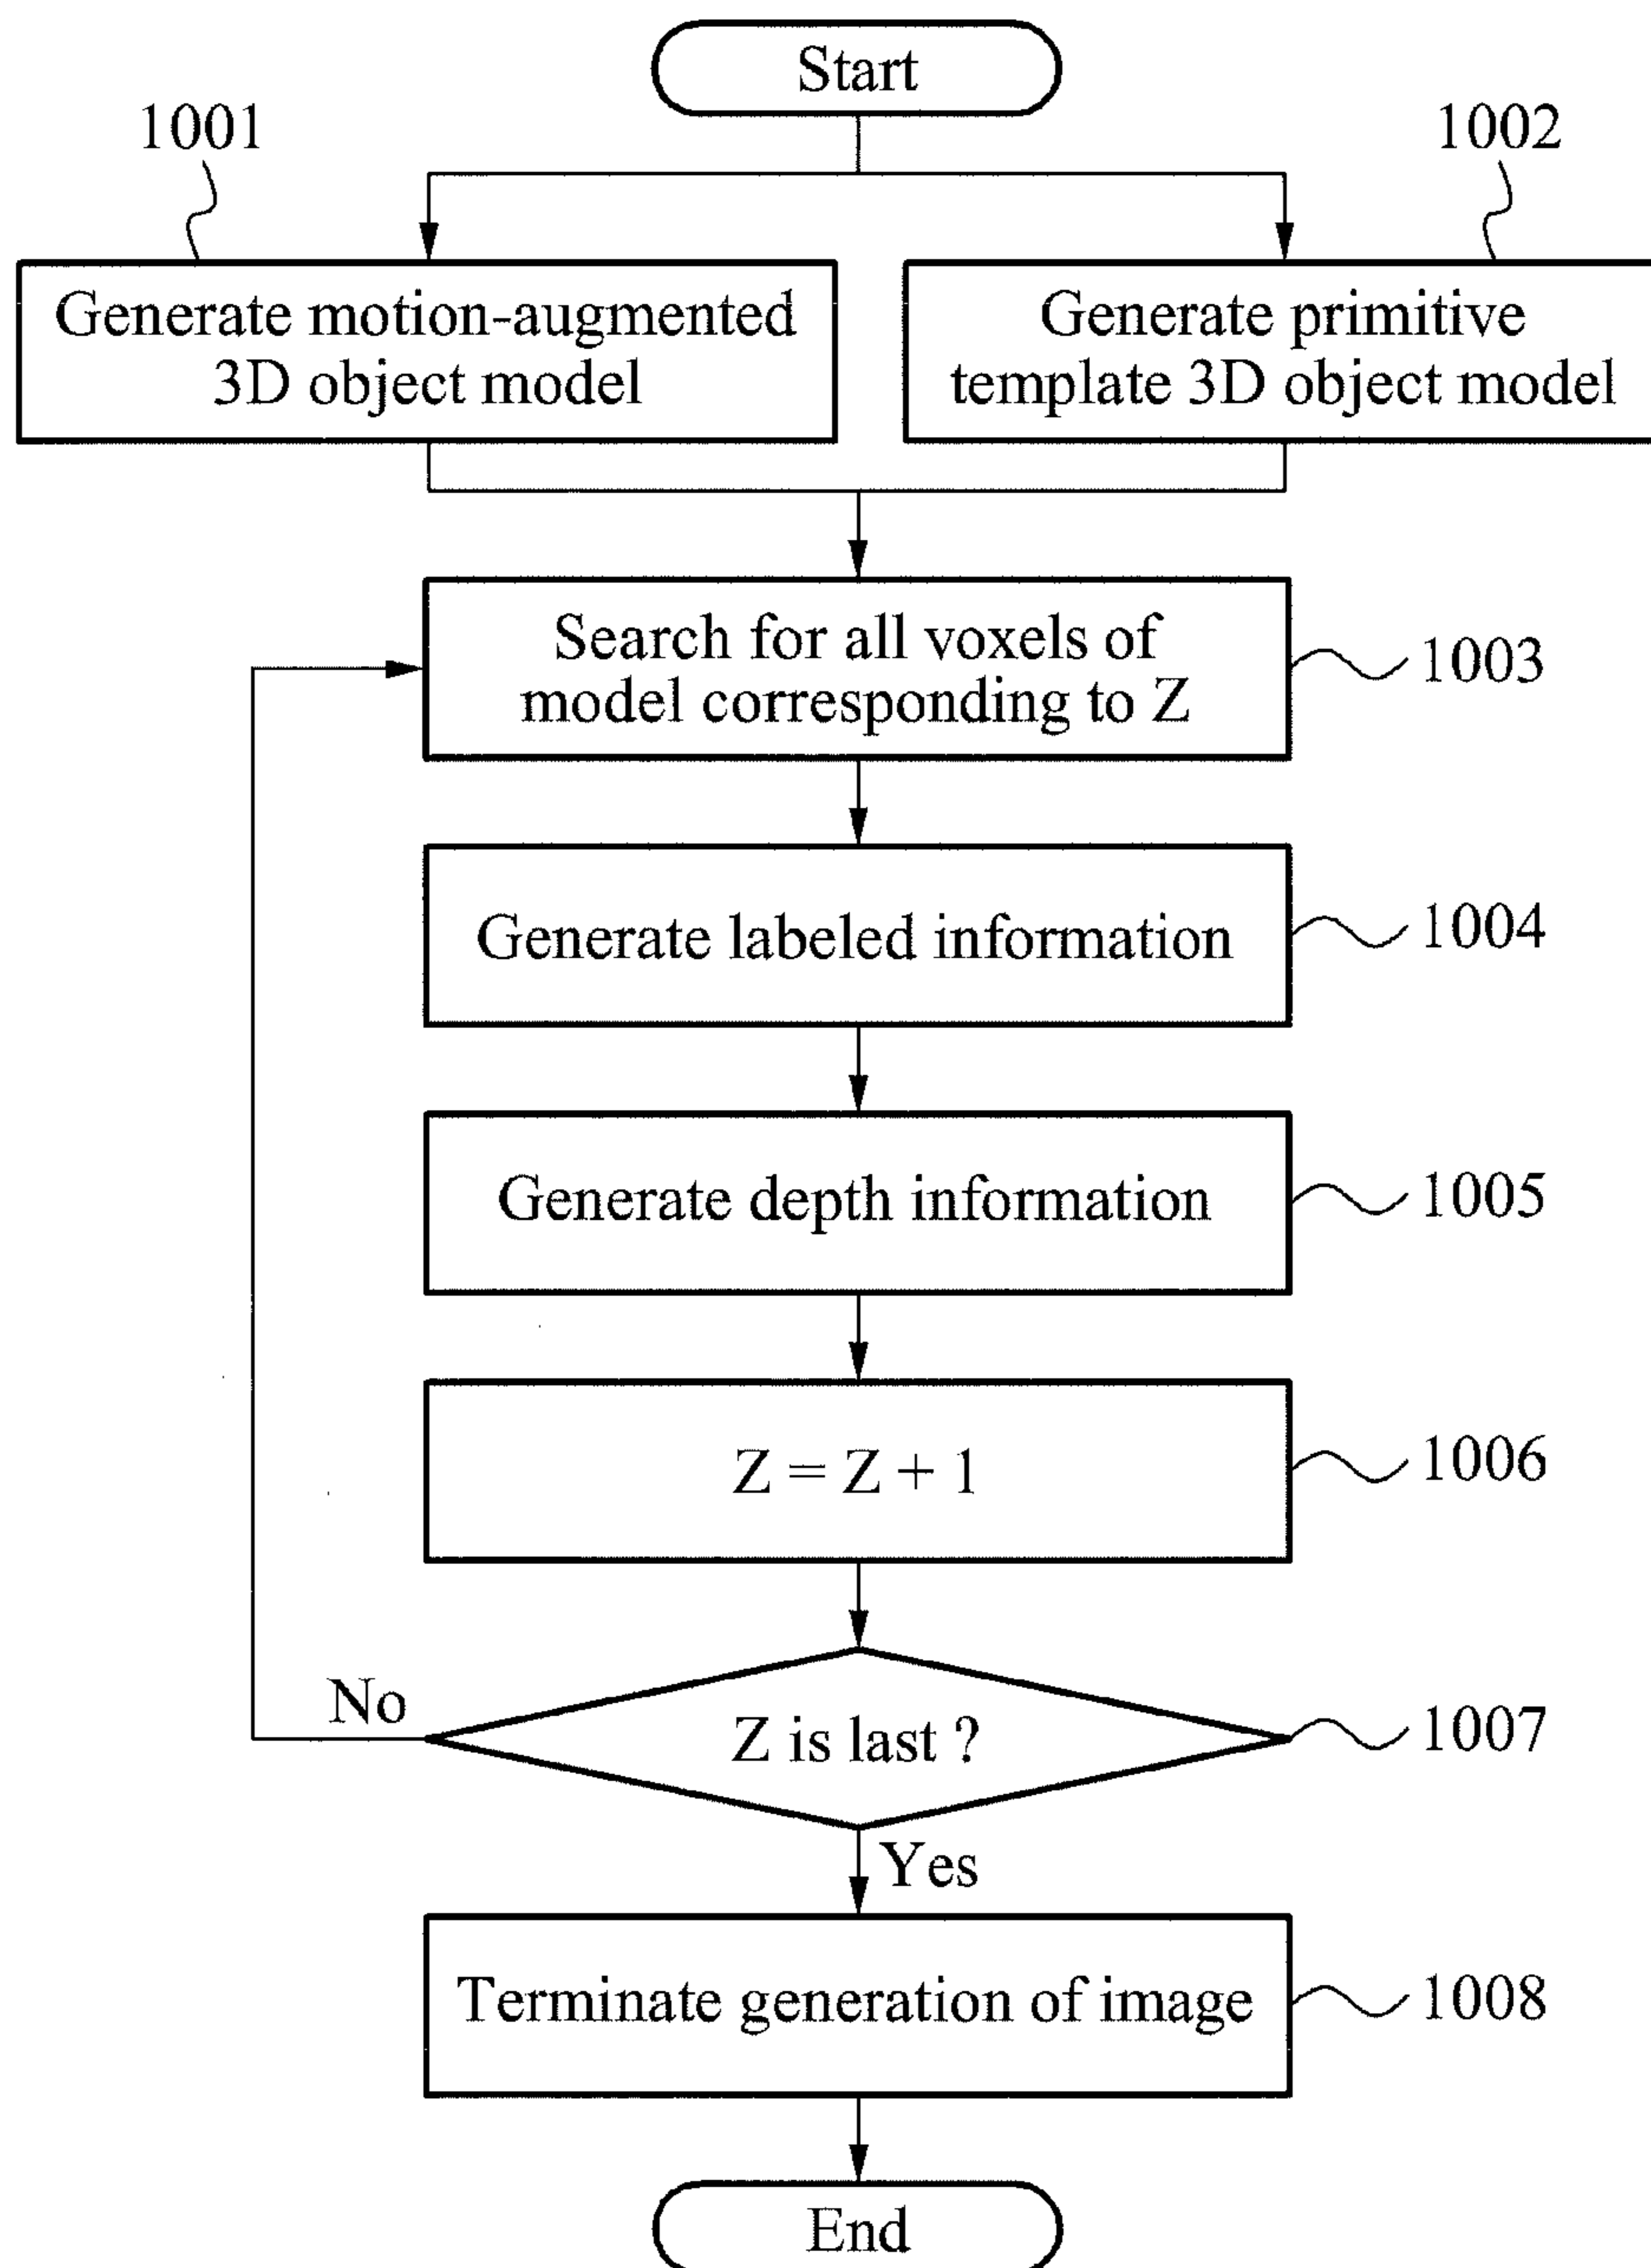 Start
1001
1002
Generate motion-augmented
3D object model
Generate primitive
template 3D object model
Search for all voxels of
model corresponding to Z
1003
Generate labeled information
1004
Generate depth information
1005
Z = Z + 1
1006
No
Z is last ?
1007
Yes
Terminate generation of image
1008
End